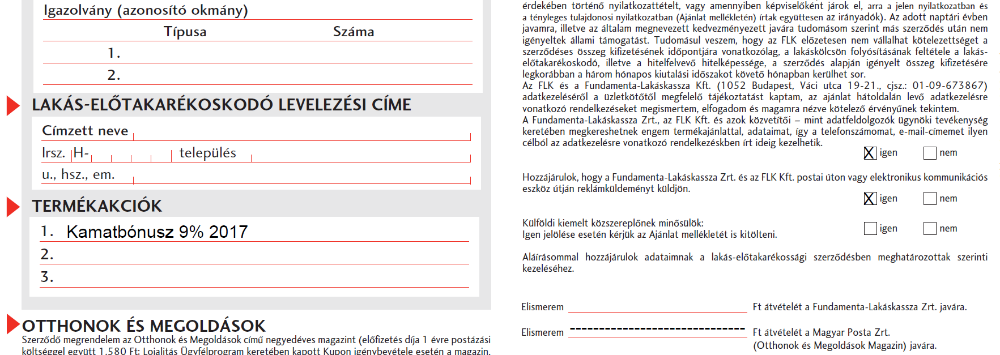 Igazolvány (azonosító okmány)
Típusa Száma
1.
2.
LAKÁS-ELŐTAKARÉKOSKODÓ LEVELEZÉSI CÍME
Címzett neve
Irsz. H- település
u., hsz., em.
TERMÉKAKCIÓK
1. Kamatbónusz 9% 2017
2.
3.
OTTHONOK ÉS MEGOLDÁSOK
Szerződő megrendelem az Otthonok és Megoldások című negyedéves magazint (előfizetés díja 1 évre postázási
költséggel együtt 1.580 Ft; Lojalitás Ügyfélprogram keretében kapott Kupon igénybevétele esetén a magazin.
érdekében történő nyilatkozattételt, vagy amennyiben képviselőként járok el, arra a jelen nyilatkozatban és
a tényleges tulajdonosi nyilatkozatban (Ajánlat mellékletén) írtak együttesen az irányadók). Az adott naptári évben
javamra, illetve az általam megnevezett kedvezményezett javára tudomásom szerint más szerződés után nem
igényeltek állami támogatást. Tudomásul veszem, hogy az FLK előzetesen nem vállalhat kötelezettséget a
szerződéses összeg kifizetésének időpontjára vonatkozólag, a lakáskölcsön folyósításának feltétele a lakás-
előtakarékoskodó, illetve a hitelfelvevő hitelképessége, a szerződés alapján igényelt összeg kifizetésére
legkorábban a három hónapos kiutalási időszakot követő hónapban kerülhet sor.
Az FLK és a Fundamenta-Lakáskassza Kft. (1052 Budapest, Váci utca 19-21., cjsz.: 01-09-673867)
adatkezeléséről a üzletkötőtől megfelelő tájékoztatást kaptam, az ajánlat hátoldalán levő adatkezelésre
vonatkozó rendelkezéseket megismertem, elfogadom és magamra nézve kötelező érvényűnek tekintem.
A Fundamenta-Lakáskassza Zrt., az FLK Kft. és azok közvetítői – mint adatfeldolgozók ügynöki tevékenység
keretében megkereshetnek engem termékajánlattal, adataimat, így a telefonszámomat, e-mail-címemet ilyen
célból az adatkezelésre vonatkozó rendelkezéskben írt ideig kezelhetik.
X igen nem
Hozzájárulok, hogy a Fundamenta-Lakáskassza Zrt. és az FLK Kft. postai úton vagy elektronikus kommunikációs
eszköz útján reklámküldeményt küldjön.
X igen nem
Külföldi kiemelt közszereplőnek minősülök:
Igen jelölése esetén kérjük az Ajánlat mellékletét is kitölteni.
igen nem
Aláírásommal hozzájárulok adataimnak a lakás-előtakarékossági szerződésben meghatározottak szerinti
kezeléséhez.
Elismerem Ft átvételét a Fundamenta-Lakáskassza Zrt. javára.
Elismerem ------------------------------ Ft átvételét a Magyar Posta Zrt.
(Otthonok és Megoldások Magazin) javára.